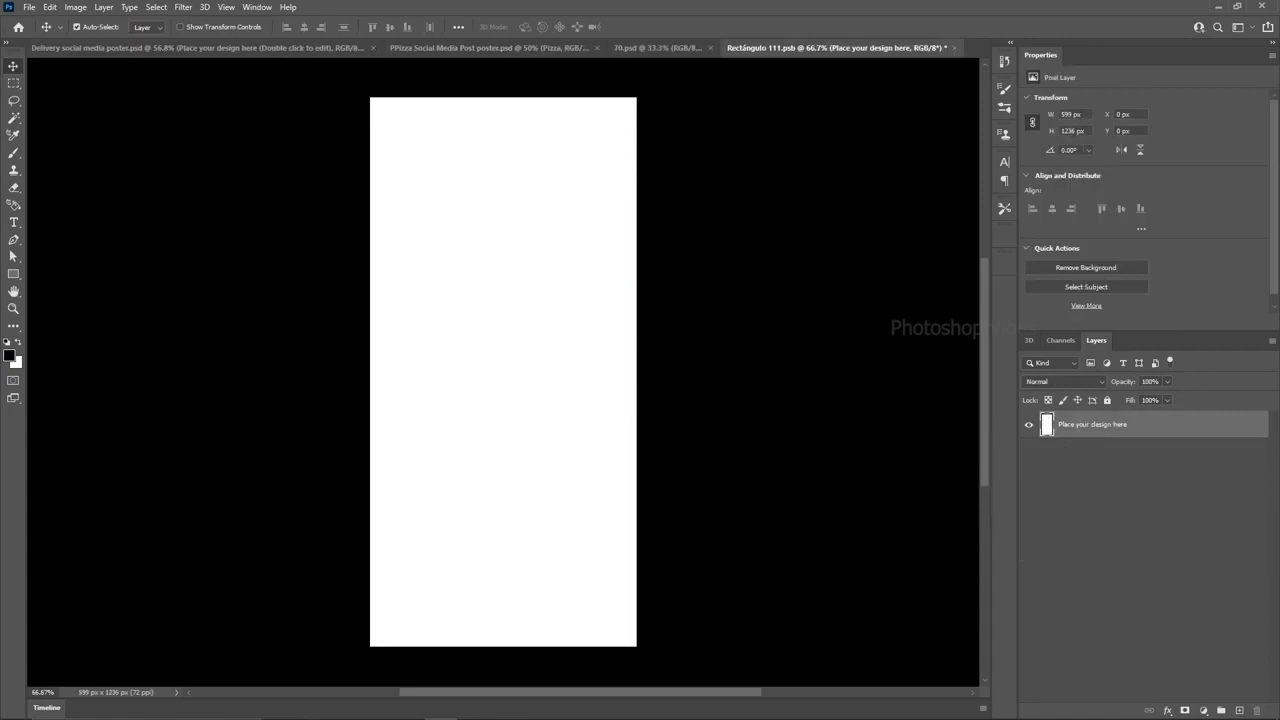 Ps File Edit Image Layer Type Select Filter 3D View Window Help
Auto-Select: Layer Show Transform Controls 3D Mode:
Delivery social media poster.psd @ 56.8% (Place your design here (Double click to edit), RGB/8... × PPizza Social Media Post poster.psd @ 50% (Pizza, RGB/... × 70.psd @ 33.3% (RGB/8... × Rectángulo 111.psb @ 66.7% (Place your design here, RGB/8*) * ×
Properties
Pixel Layer
Transform
W 599 px X 0 px
H 1236 px Y 0 px
0.00°
Align and Distribute
Align:
Quick Actions
Remove Background
Select Subject
View More
Photoshop
3D Channels Layers
Kind
Normal Opacity: 100%
Lock: Fill: 100%
Place your design here
66.67% 599 px x 1236 px (72 ppi)
Timeline